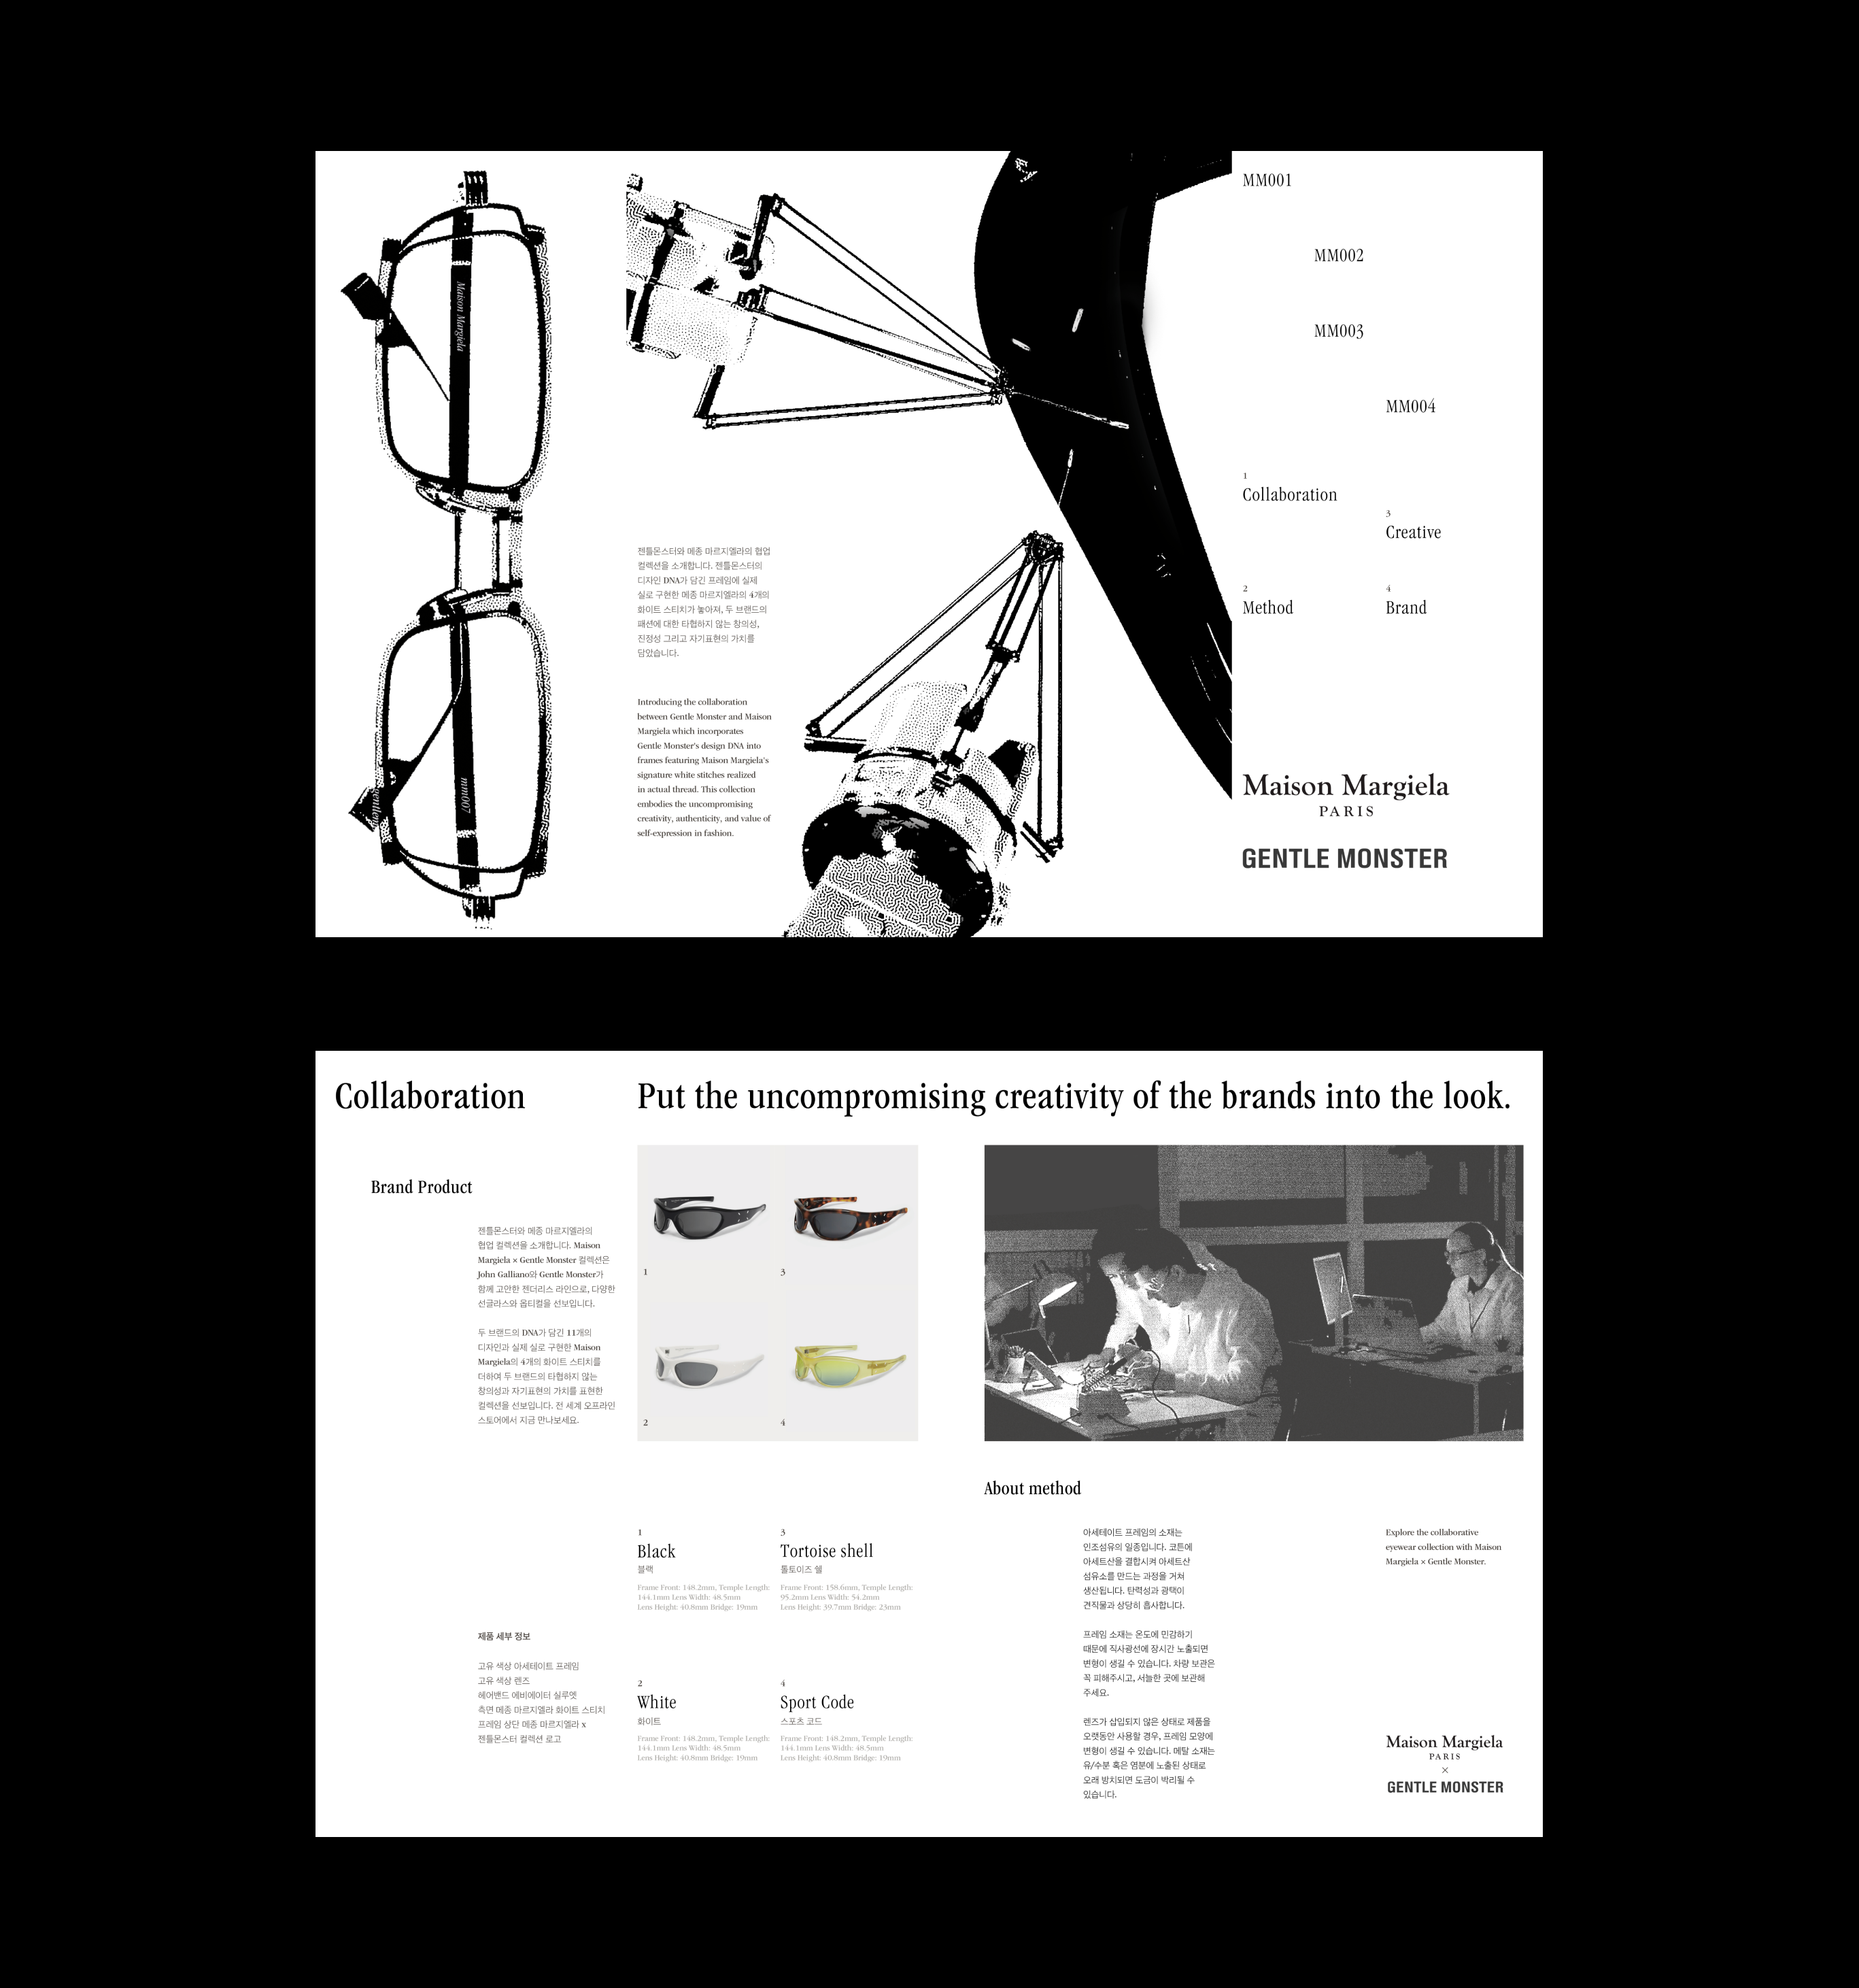 Maison Margiela
mm007
gentle
젠틀몬스터와 메종 마르지엘라의 협업
컬렉션을 소개합니다. 젠틀몬스터의
디자인 DNA가 담긴 프레임에 실제
실로 구현한 메종 마르지엘라의 4개의
화이트 스티치가 놓아져, 두 브랜드의
패션에 대한 타협하지 않는 창의성,
진정성 그리고 자기표현의 가치를
담았습니다.
Introducing the collaboration
between Gentle Monster and Maison
Margiela which incorporates
Gentle Monster's design DNA into
frames featuring Maison Margiela's
signature white stitches realized
in actual thread. This collection
embodies the uncompromising
creativity, authenticity, and value of
self-expression in fashion.
MM001
MM002
MM003
MM004
1
Collaboration
3
Creative
2
Method
4
Brand
Maison Margiela
PARIS
GENTLE MONSTER
Collaboration
Put the uncompromising creativity of the brands into the look.
Brand Product
젠틀몬스터와 메종 마르지엘라의
협업 컬렉션을 소개합니다. Maison
Margiela × Gentle Monster 컬렉션은
John Galliano와 Gentle Monster가
함께 고안한 젠더리스 라인으로, 다양한
선글라스와 옵티컬을 선보입니다.
두 브랜드의 DNA가 담긴 11개의
디자인과 실제 실로 구현한 Maison
Margiela의 4개의 화이트 스티치를
더하여 두 브랜드의 타협하지 않는
창의성과 자기표현의 가치를 표현한
컬렉션을 선보입니다. 전 세계 오프라인
스토어에서 지금 만나보세요.
제품 세부 정보
고유 색상 아세테이트 프레임
고유 색상 렌즈
헤어밴드 에비에이터 실루엣
측면 메종 마르지엘라 화이트 스티치
프레임 상단 메종 마르지엘라 x
젠틀몬스터 컬렉션 로고
1
3
2
4
1
Black
블랙
Frame Front: 148.2mm, Temple Length:
144.1mm Lens Width: 48.5mm
Lens Height: 40.8mm Bridge: 19mm
3
Tortoise shell
톨토이즈 쉘
Frame Front: 158.6mm, Temple Length:
95.2mm Lens Width: 54.2mm
Lens Height: 39.7mm Bridge: 23mm
2
White
화이트
Frame Front: 148.2mm, Temple Length:
144.1mm Lens Width: 48.5mm
Lens Height: 40.8mm Bridge: 19mm
4
Sport Code
스포츠 코드
Frame Front: 148.2mm, Temple Length:
144.1mm Lens Width: 48.5mm
Lens Height: 40.8mm Bridge: 19mm
About method
아세테이트 프레임의 소재는
인조섬유의 일종입니다. 코튼에
아세트산을 결합시켜 아세트산
섬유소를 만드는 과정을 거쳐
생산됩니다. 탄력성과 광택이
견직물과 상당히 흡사합니다.
프레임 소재는 온도에 민감하기
때문에 직사광선에 장시간 노출되면
변형이 생길 수 있습니다. 차량 보관은
꼭 피해주시고, 서늘한 곳에 보관해
주세요.
렌즈가 삽입되지 않은 상태로 제품을
오랫동안 사용할 경우, 프레임 모양에
변형이 생길 수 있습니다. 메탈 소재는
유/수분 혹은 염분에 노출된 상태로
오래 방치되면 도금이 박리될 수
있습니다.
Explore the collaborative
eyewear collection with Maison
Margiela × Gentle Monster.
Maison Margiela
PARIS
×
GENTLE MONSTER